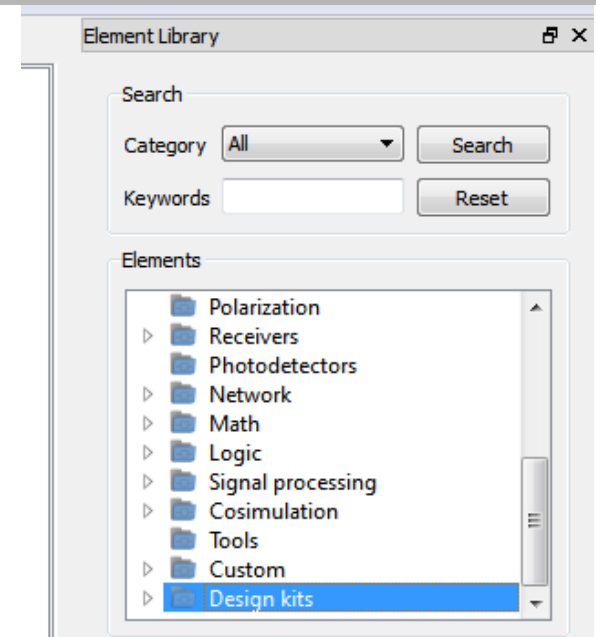 Element Library
Search
Category All Search
Keywords Reset
Elements
Polarization
Receivers
Photodetectors
Network
Math
Logic
Signal processing
Cosimulation
Tools
Custom
Design kits